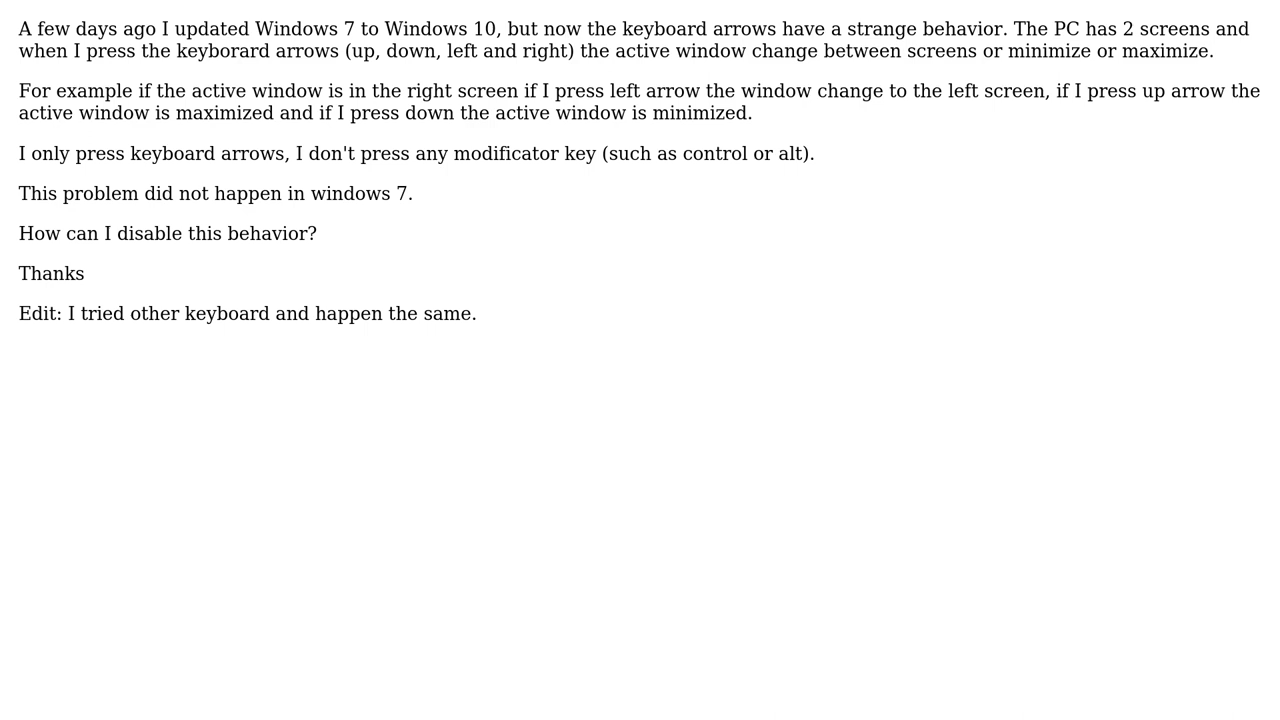 A few days ago I updated Windows 7 to Windows 10, but now the keyboard arrows have a strange behavior. The PC has 2 screens and
when I press the keyborard arrows (up, down, left and right) the active window change between screens or minimize or maximize.
For example if the active window is in the right screen if I press left arrow the window change to the left screen, if I press up arrow the
active window is maximized and if I press down the active window is minimized.
I only press keyboard arrows, I don't press any modificator key (such as control or alt).
This problem did not happen in windows 7.
How can I disable this behavior?
Thanks
Edit: I tried other keyboard and happen the same.